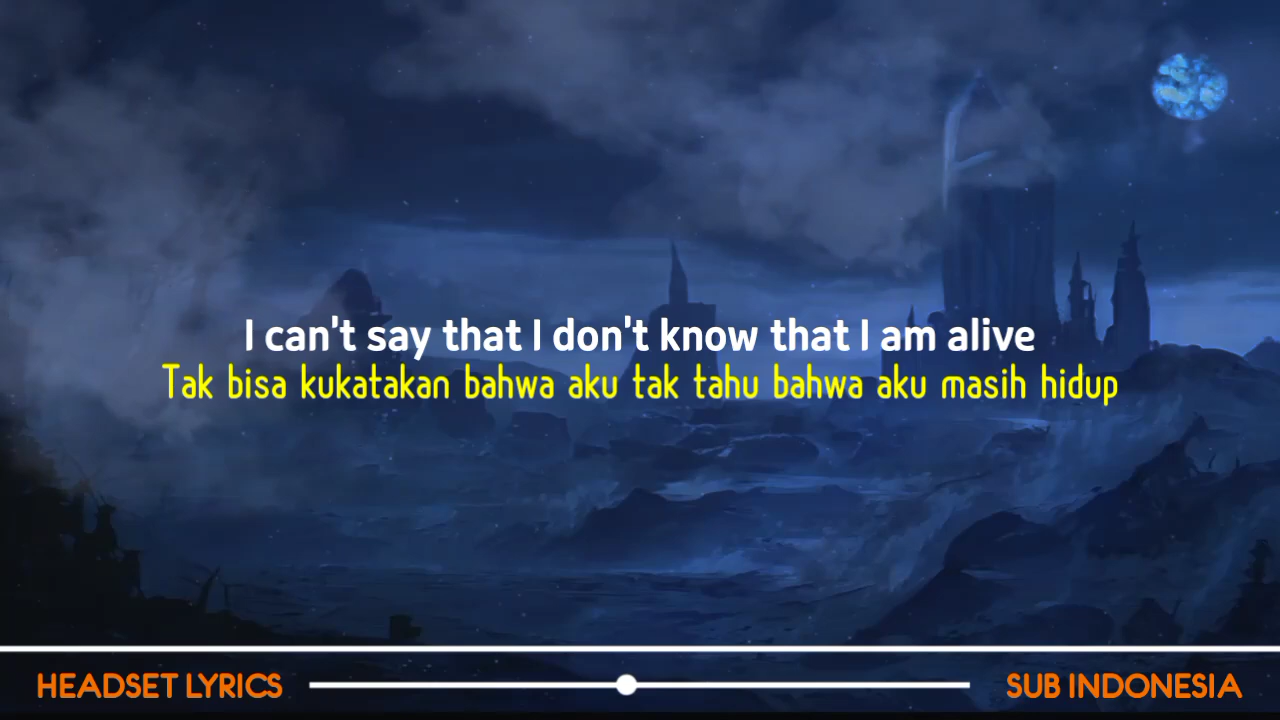 I can't say that I don't know that I am alive
Tak bisa kukatakan bahwa aku tak tahu bahwa aku masih hidup
HEADSET LYRICS
SUB INDONESIA